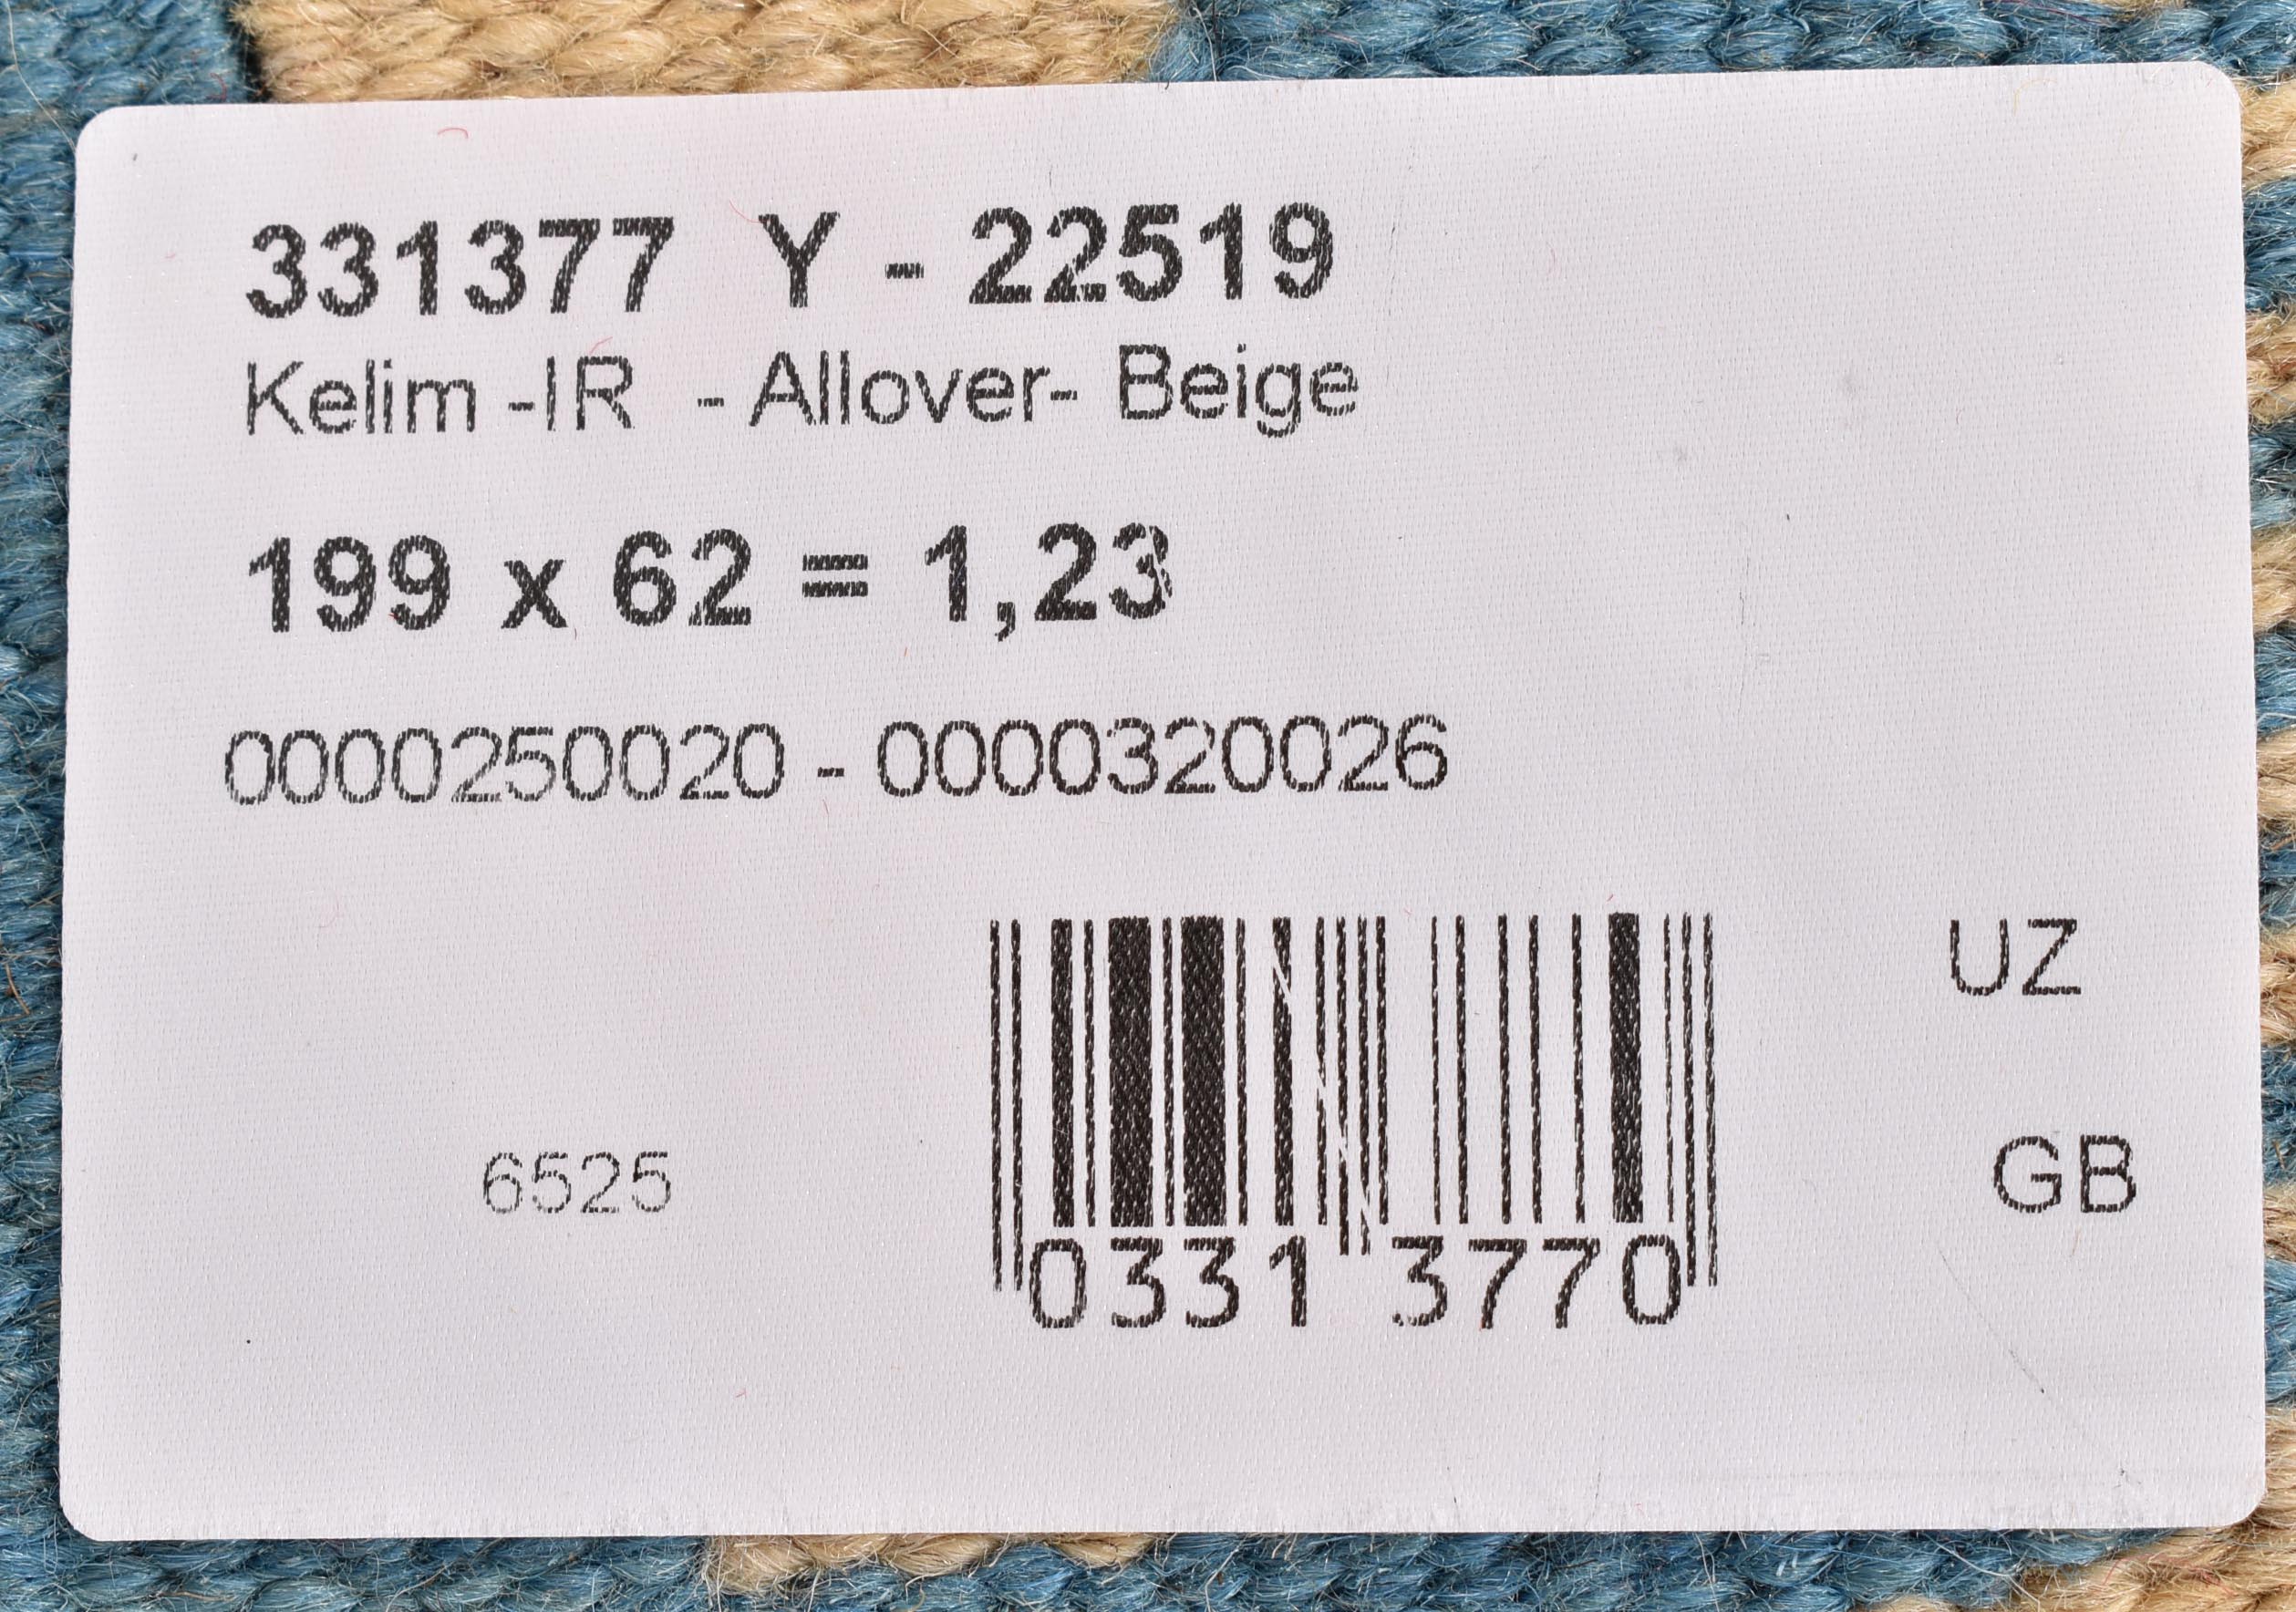 331377 Y - 22519
Kelim -IR - Allover- Beige
199 x 62 = 1,23
0000250020 - 0000320026
UZ
6525
GB
0331 3770